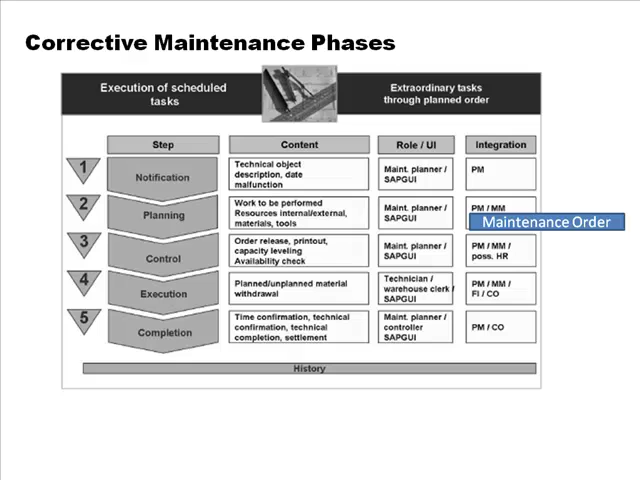 Corrective Maintenance Phases
Execution of scheduled
tasks
Extraordinary tasks
through planned order
Step
Content
Role / UI
Integration
1
Notification
Technical object
description, date
malfunction
Maint. planner /
SAPGUI
PM
2
Planning
Work to be performed
Resources internal/external,
materials, tools
Maint. planner /
SAPGUI
PM / MM
Maintenance Order
3
Control
Order release, printout,
capacity leveling
Availability check
Maint. planner /
SAPGUI
PM / MM /
poss. HR
4
Execution
Planned/unplanned material
withdrawal
Technician /
warehouse clerk /
SAPGUI
PM / MM /
FI / CO
5
Completion
Time confirmation, technical
confirmation, technical
completion, settlement
Maint. planner /
controller
SAPGUI
PM / CO
History